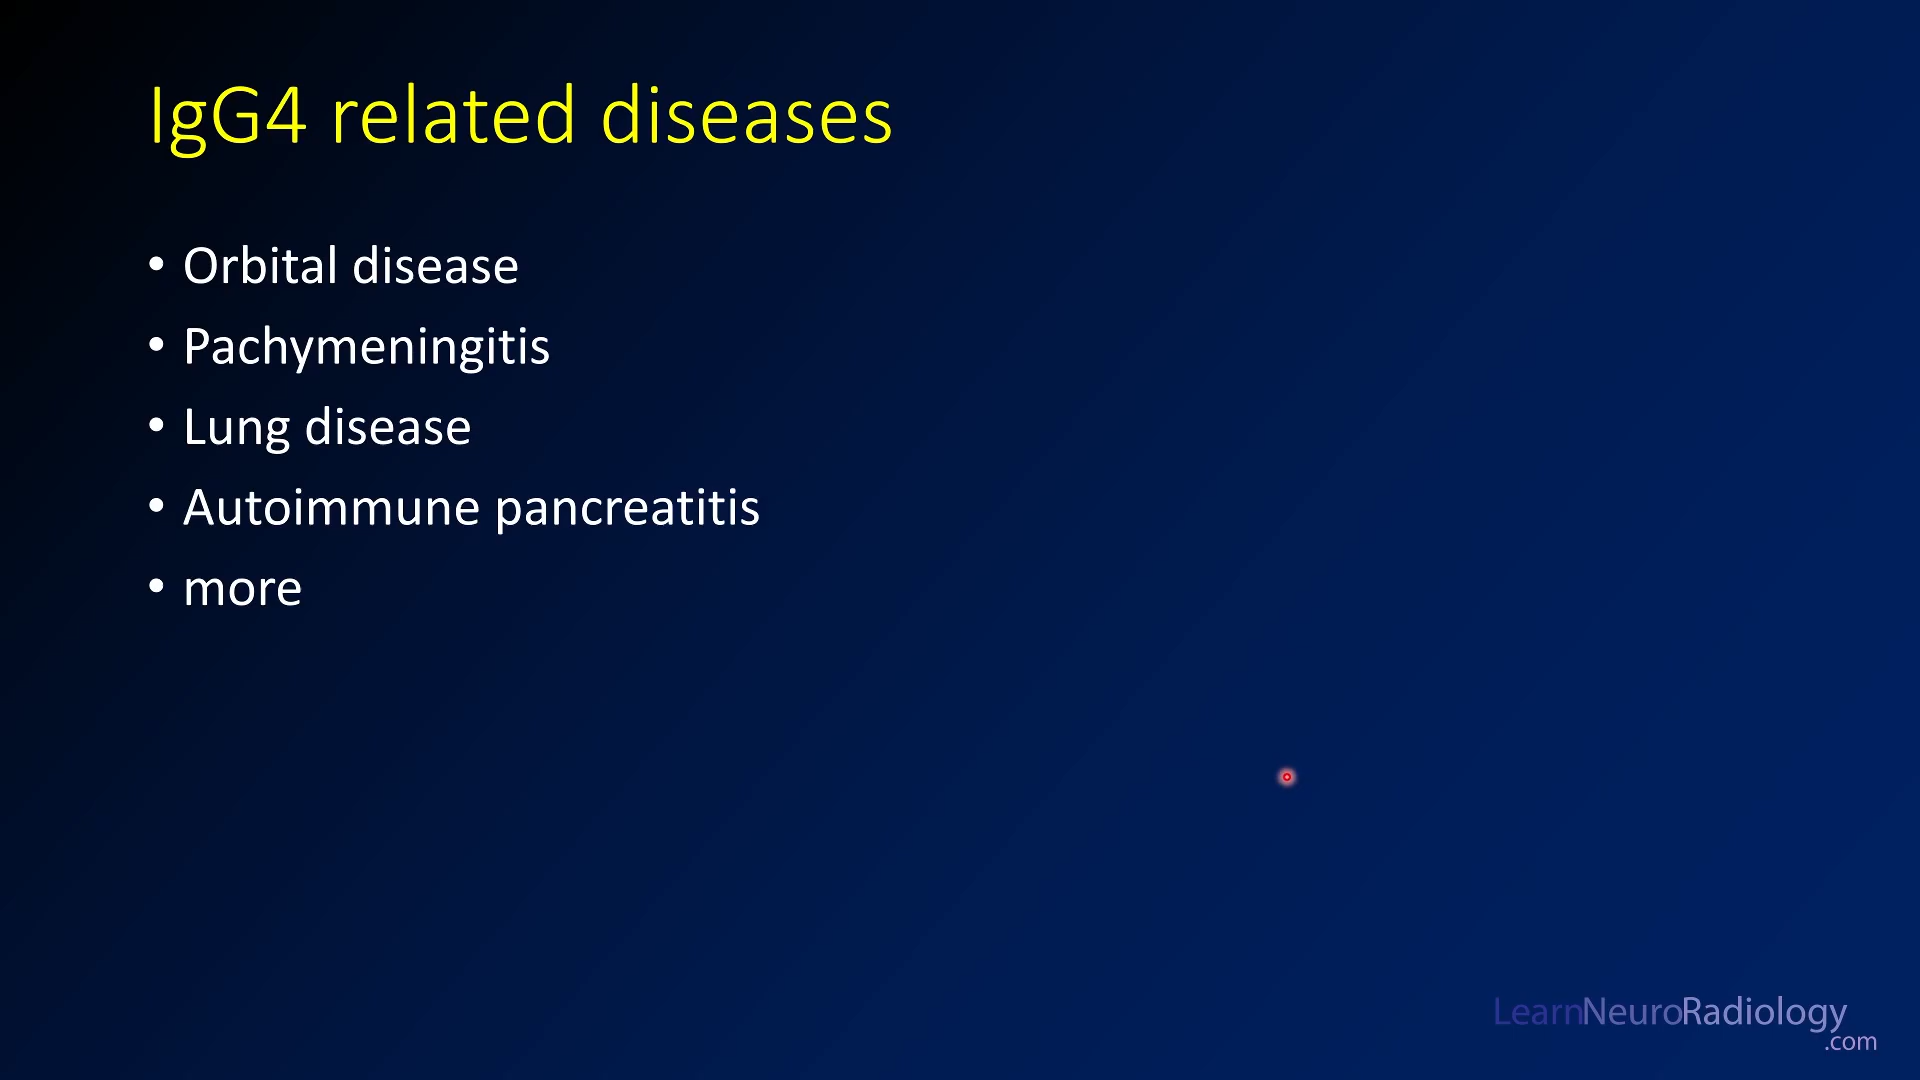 IgG4 related diseases
• Orbital disease
• Pachymeningitis
• Lung disease
• Autoimmune pancreatitis
• more
LearnNeuroRadiology
.com